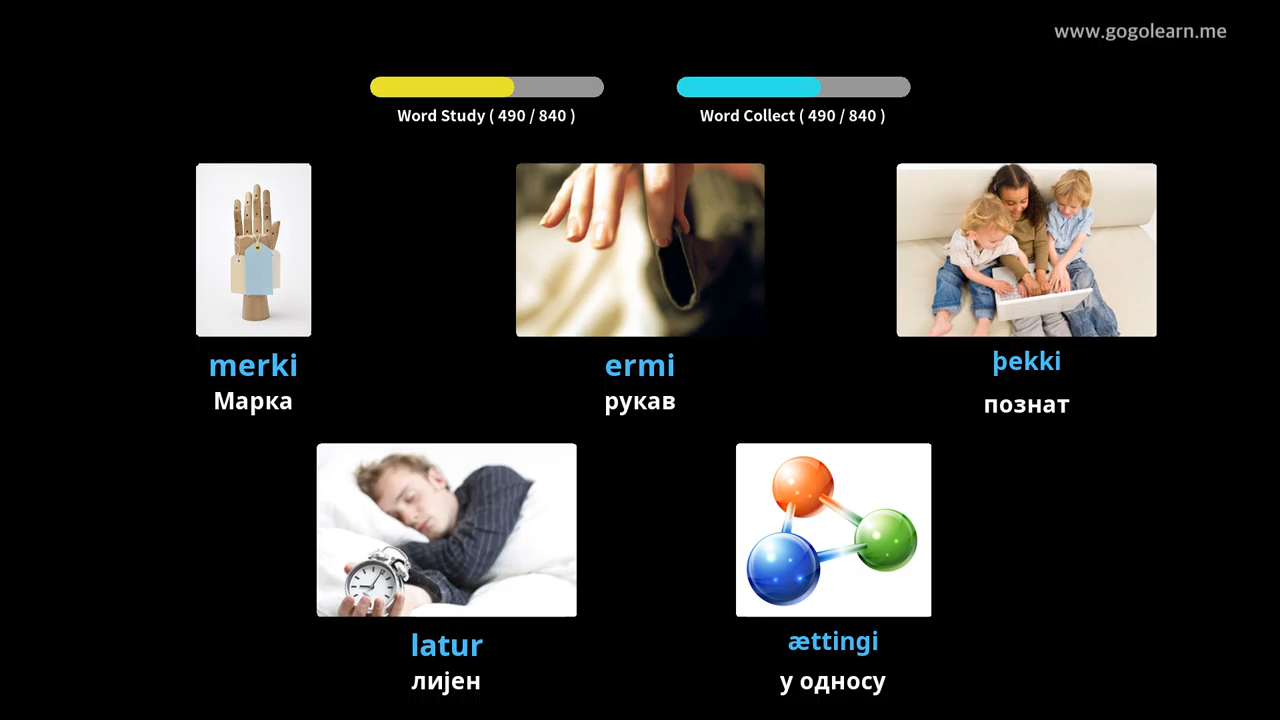 www.gogolearn.me
Word Study ( 490 / 840 )
Word Collect ( 490 / 840 )
merki
Марка
ermi
рукав
þekki
познат
latur
лијен
ættingi
у односу